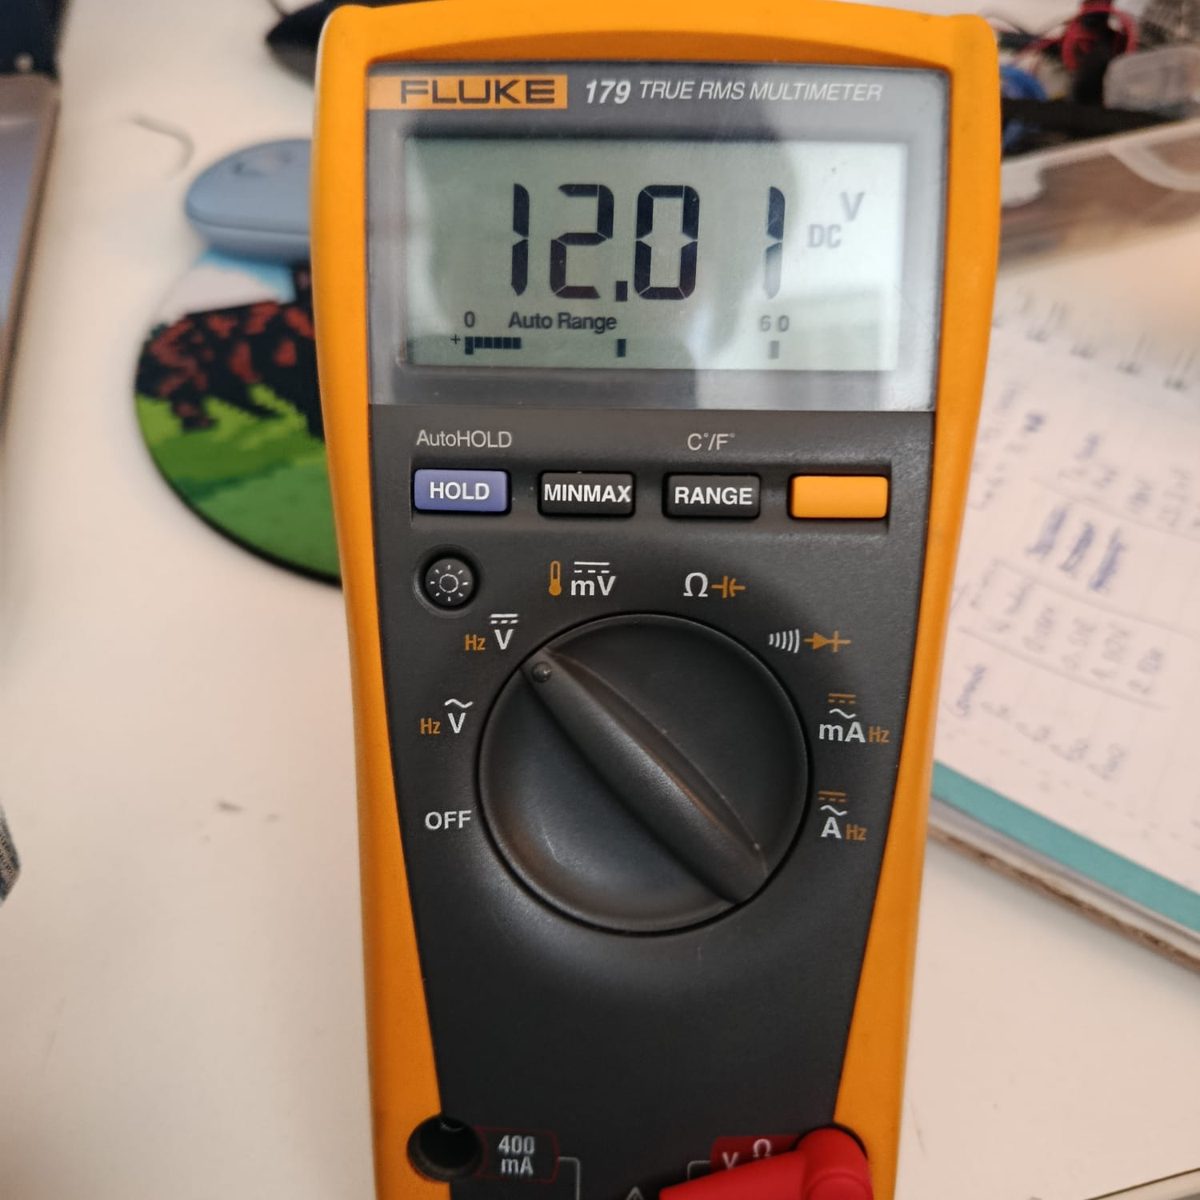 FLUKE 179 TRUE RMS MULTIMETER
12.01 DC V
0 Auto Range 60
AutoHOLD C°/F°
HOLD MINMAX RANGE
mV Ω
Hz V
Hz V
mA Hz
OFF
A Hz
400
mA
V Ω